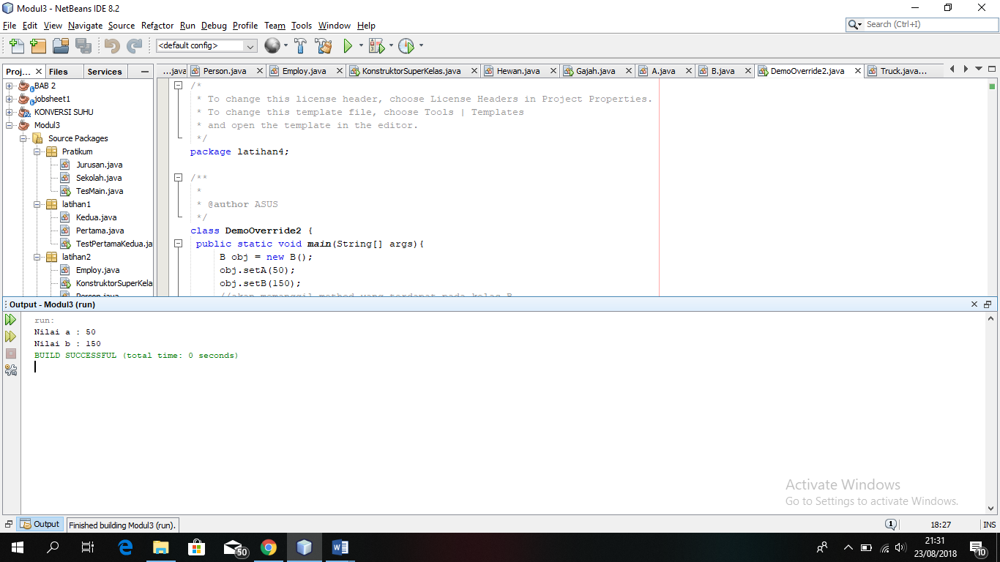 Modul3 - NetBeans IDE 8.2
File Edit View Navigate Source Refactor Run Debug Profile Team Tools Window Help
Search (Ctrl+I)
<default config>
Proj... Files Services
...java Person.java Employ.java KonstruktorSuperKelas.java Hewan.java Gajah.java A.java B.java DemoOverride2.java Truck.java...
BAB 2
jobsheet1
KONVERSI SUHU
Modul3
Source Packages
Pratikum
Jurusan.java
Sekolah.java
TesMain.java
latihan1
Kedua.java
Pertama.java
TestPertamaKedua.ja
latihan2
Employ.java
KonstruktorSuperKela
Person.java
/*
* To change this license header, choose License Headers in Project Properties.
* To change this template file, choose Tools | Templates
* and open the template in the editor.
*/
package latihan4;
/**
*
* @author ASUS
*/
class DemoOverride2 {
public static void main(String[] args){
B obj = new B();
obj.setA(50);
obj.setB(150);
//akan memanggil method yang terdapat pada kelas B
Output - Modul3 (run)
run:
Nilai a : 50
Nilai b : 150
BUILD SUCCESSFUL (total time: 0 seconds)
Activate Windows
Go to Settings to activate Windows.
Output Finished building Modul3 (run). 1 18:27 INS
50
21:31
23/08/2018
10